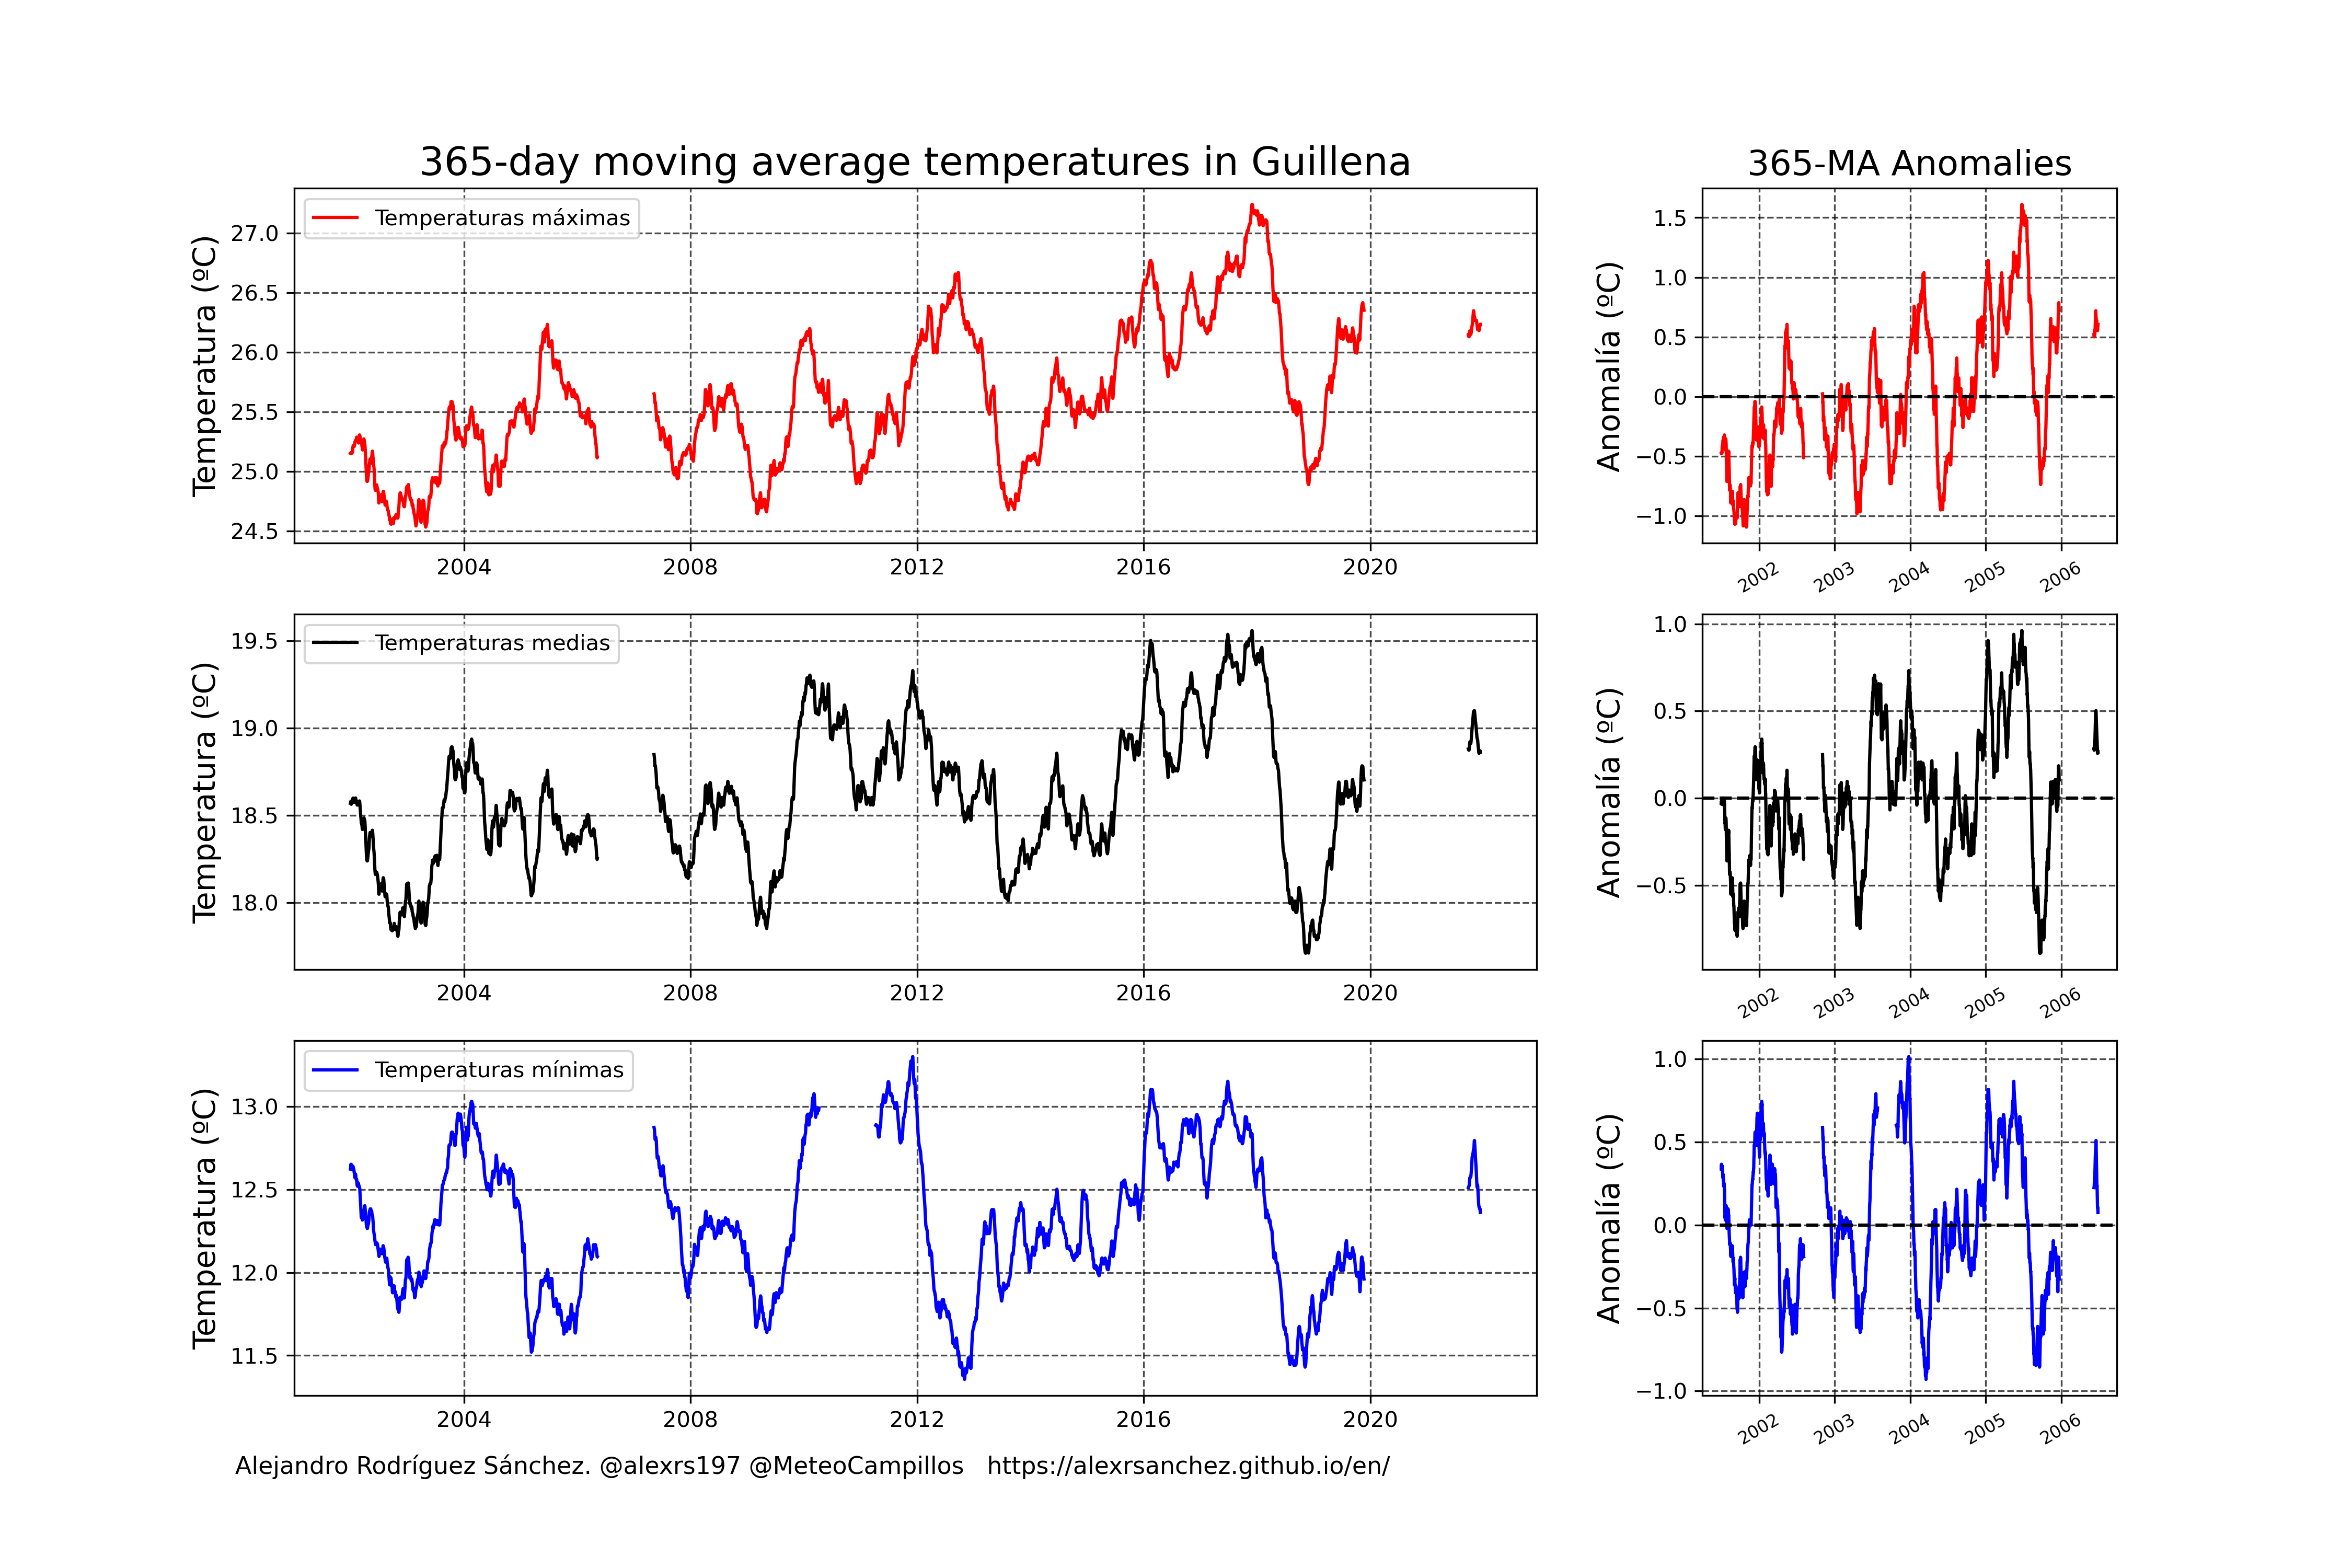 365-day moving average temperatures in Guillena
365-MA Anomalies
Temperaturas máximas
Temperatura (ºC)
27.0
26.5
26.0
25.5
25.0
24.5
2004 2008 2012 2016 2020
Anomalía (ºC)
1.5
1.0
0.5
0.0
−0.5
−1.0
2002 2003 2004 2005 2006
Temperaturas medias
Temperatura (ºC)
19.5
19.0
18.5
18.0
2004 2008 2012 2016 2020
Anomalía (ºC)
1.0
0.5
0.0
−0.5
2002 2003 2004 2005 2006
Temperaturas mínimas
Temperatura (ºC)
13.0
12.5
12.0
11.5
2004 2008 2012 2016 2020
Anomalía (ºC)
1.0
0.5
0.0
−0.5
−1.0
2002 2003 2004 2005 2006
Alejandro Rodríguez Sánchez. @alexrs197 @MeteoCampillos https://alexrsanchez.github.io/en/